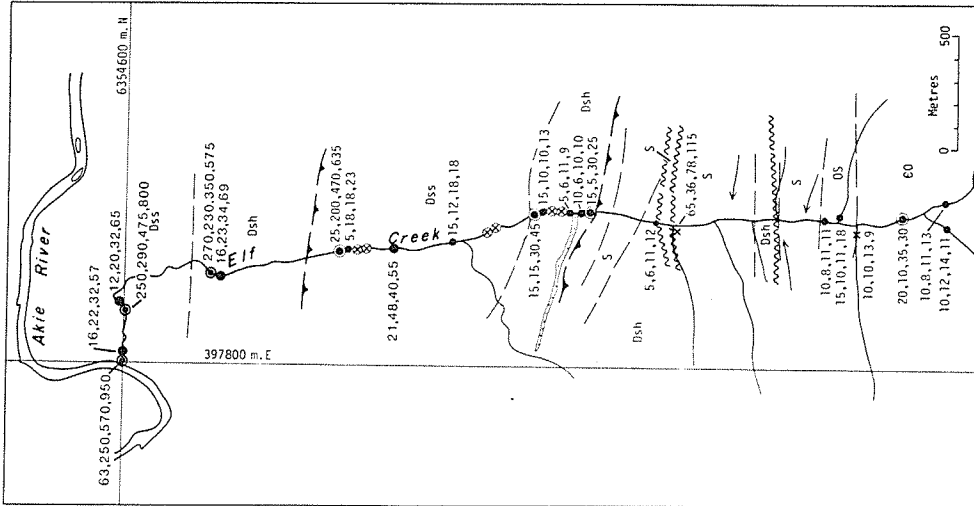 6354600 m. N
Akie River
16,22,32,57
12,20,32,65
250,290,475,800
Dss
63,250,570,950
397800 m. E
270,230,350,575
16,23,34,69
Dsh
Elf
25,200,470,635
5,18,18,23
Creek
21,48,40,55
Dss
15,12,18,18
15,15,30,45
15,10,10,13
Dsh
5,6,11,9
10,6,10,10
15,5,30,25
S
S
Dsh
5,6,11,12
65,36,78,115
S
Dsh
S
10,8,11,11
15,10,11,18
OS
10,10,13,9
ЄO
20,10,35,30
10,8,11,13
10,12,14,11
0
500
Metres